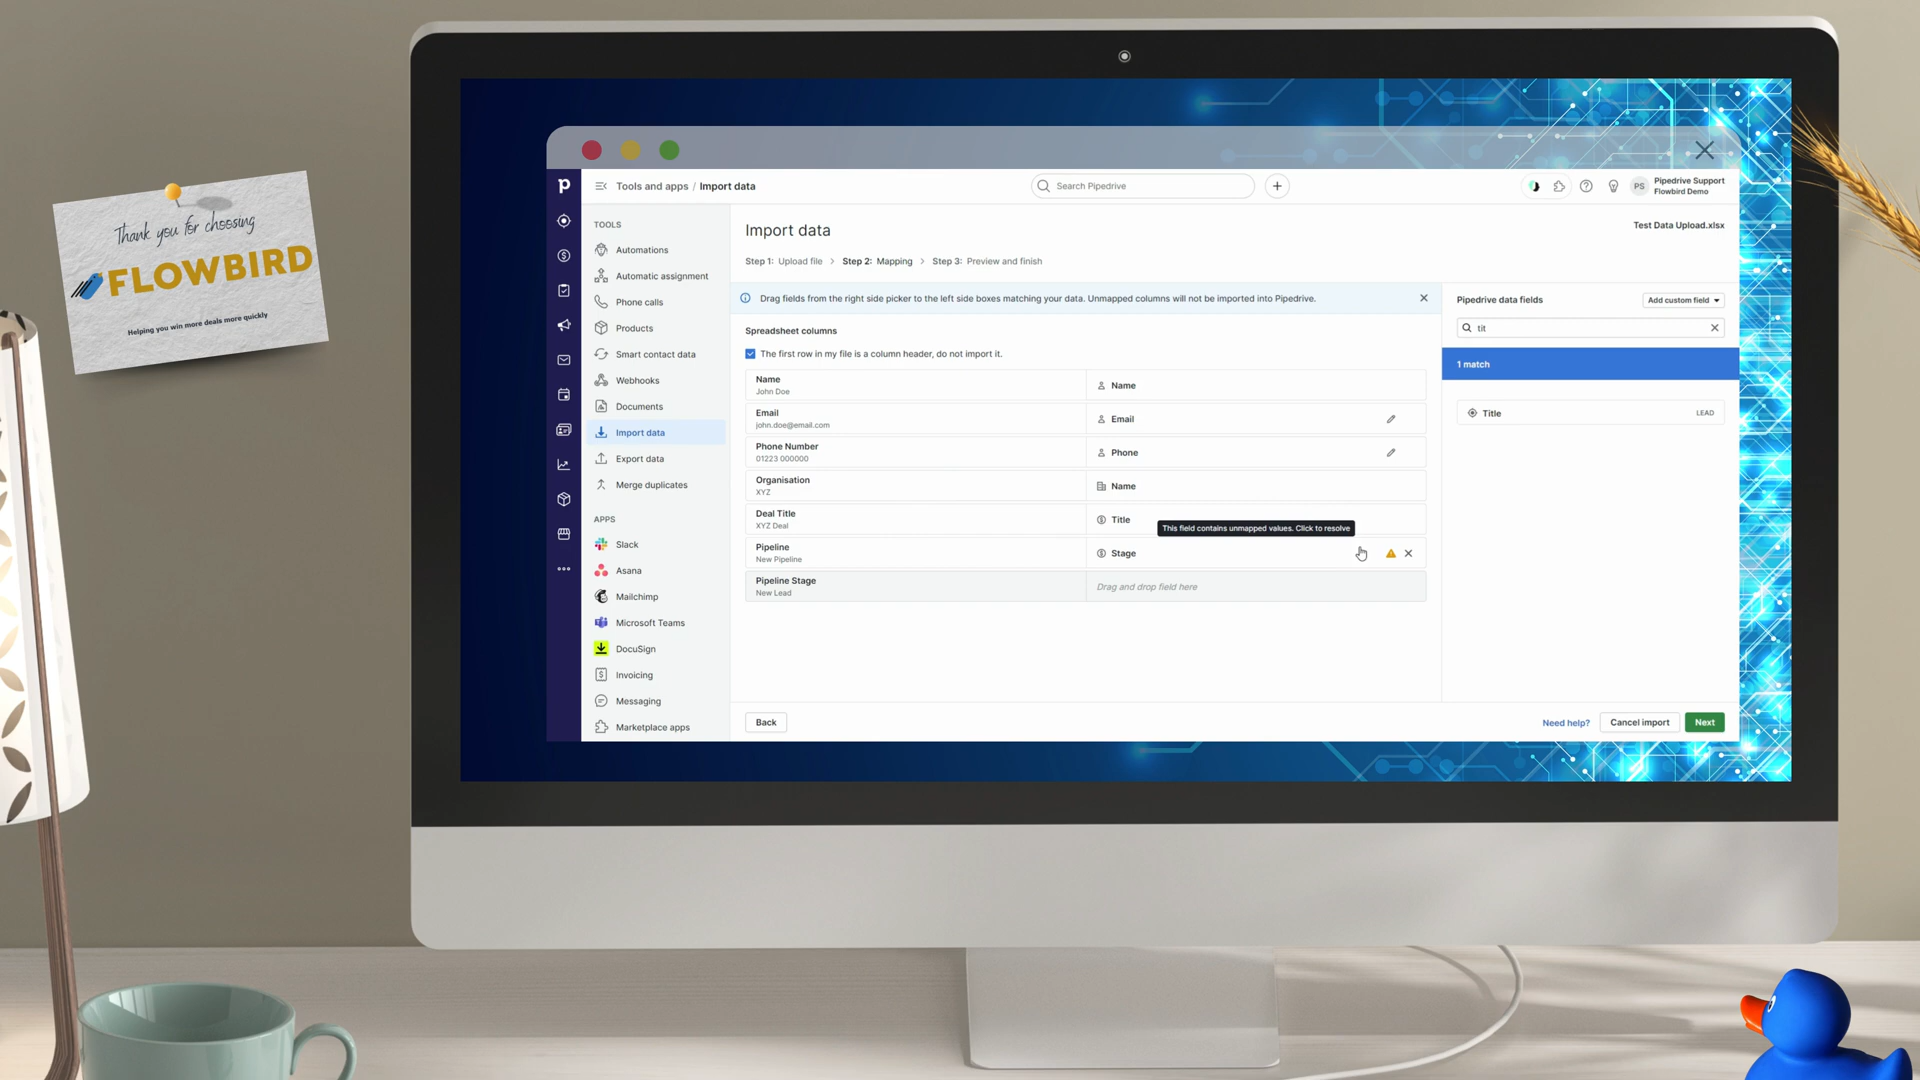 Thank you for choosing
FLOWBIRD
Helping you win more deals more quickly
Tools and apps / Import data
Search Pipedrive
PS
Pipedrive Support
Flowbird Demo
TOOLS
Automations
Automatic assignment
Phone calls
Products
Smart contact data
Webhooks
Documents
Import data
Export data
Merge duplicates
APPS
Slack
Asana
Mailchimp
Microsoft Teams
DocuSign
Invoicing
Messaging
Marketplace apps
Import data
Test Data Upload.xlsx
Step 1: Upload file > Step 2: Mapping > Step 3: Preview and finish
Drag fields from the right side picker to the left side boxes matching your data. Unmapped columns will not be imported into Pipedrive.
Spreadsheet columns
The first row in my file is a column header, do not import it.
Name
John Doe
Name
Email
john.doe@email.com
Email
Phone Number
01223 000000
Phone
Organisation
XYZ
Name
Deal Title
XYZ Deal
Title
This field contains unmapped values. Click to resolve
Pipeline
New Pipeline
Stage
Pipeline Stage
New Lead
Drag and drop field here
Pipedrive data fields
Add custom field
tit
1 match
Title
LEAD
Back
Need help?
Cancel import
Next